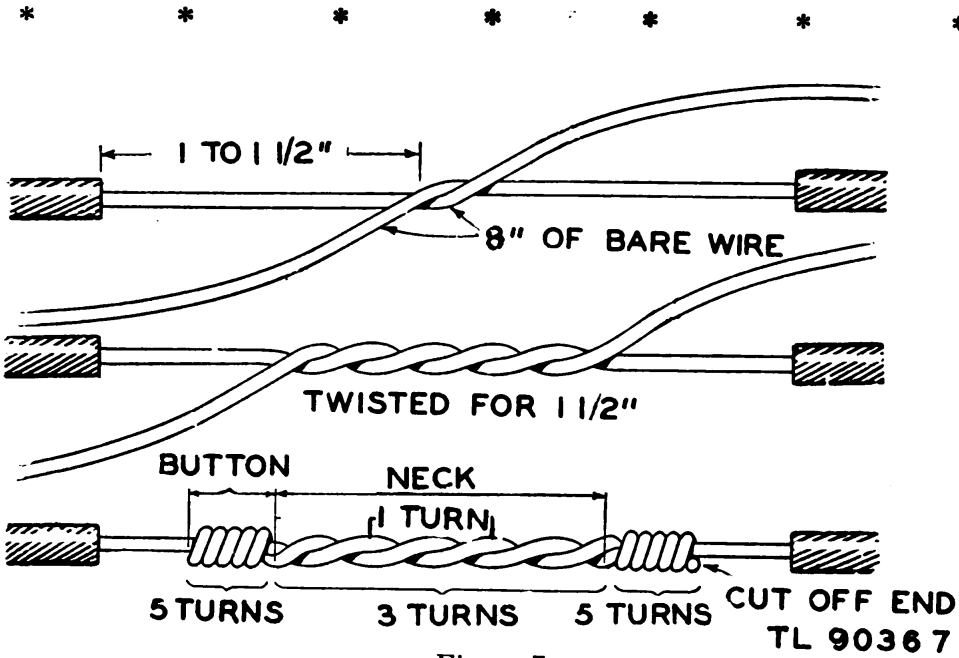 * * * * * * *
1 TO 1 1/2"
8" OF BARE WIRE
TWISTED FOR 1 1/2"
BUTTON
NECK
1 TURN
5 TURNS
3 TURNS
5 TURNS
CUT OFF END
TL 90367